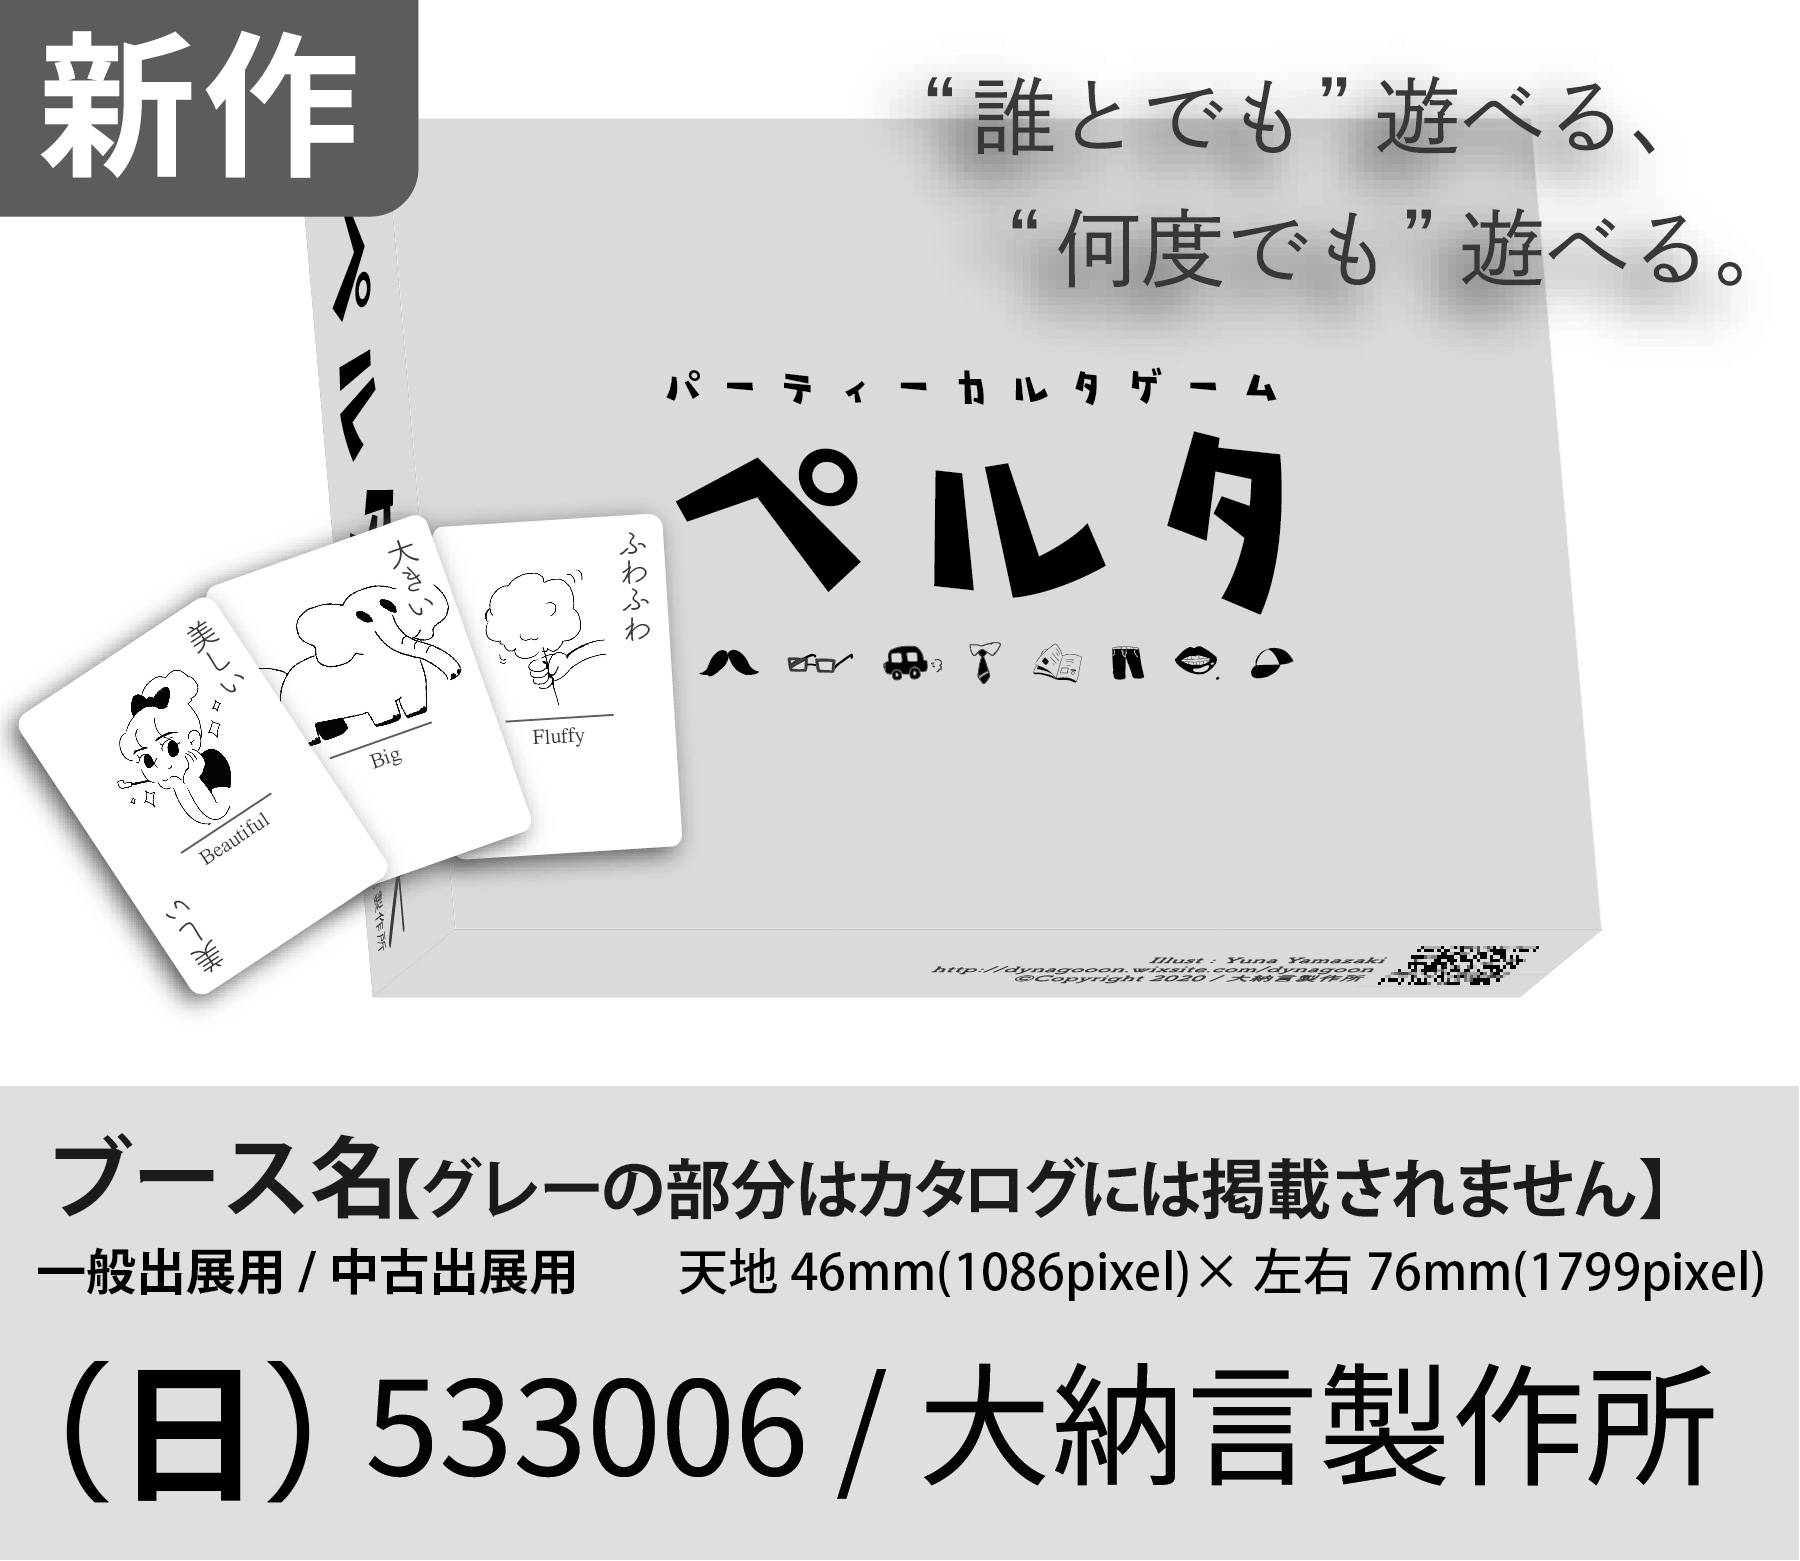 新作
“誰とでも”遊べる、
“何度でも”遊べる。
パーティーカルタゲーム
ペルタ
ふわふわ
Fluffy
大きい
Big
美しい
Beautiful
美しい
製作所
Illust : Yuna Yamazaki
http://dynagooon.wixsite.com/dynagoon
©Copyright 2020 / 大納言製作所
ブース名【グレーの部分はカタログには掲載されません】
一般出展用 / 中古出展用 天地 46mm(1086pixel)× 左右 76mm(1799pixel)
（日）533006 / 大納言製作所